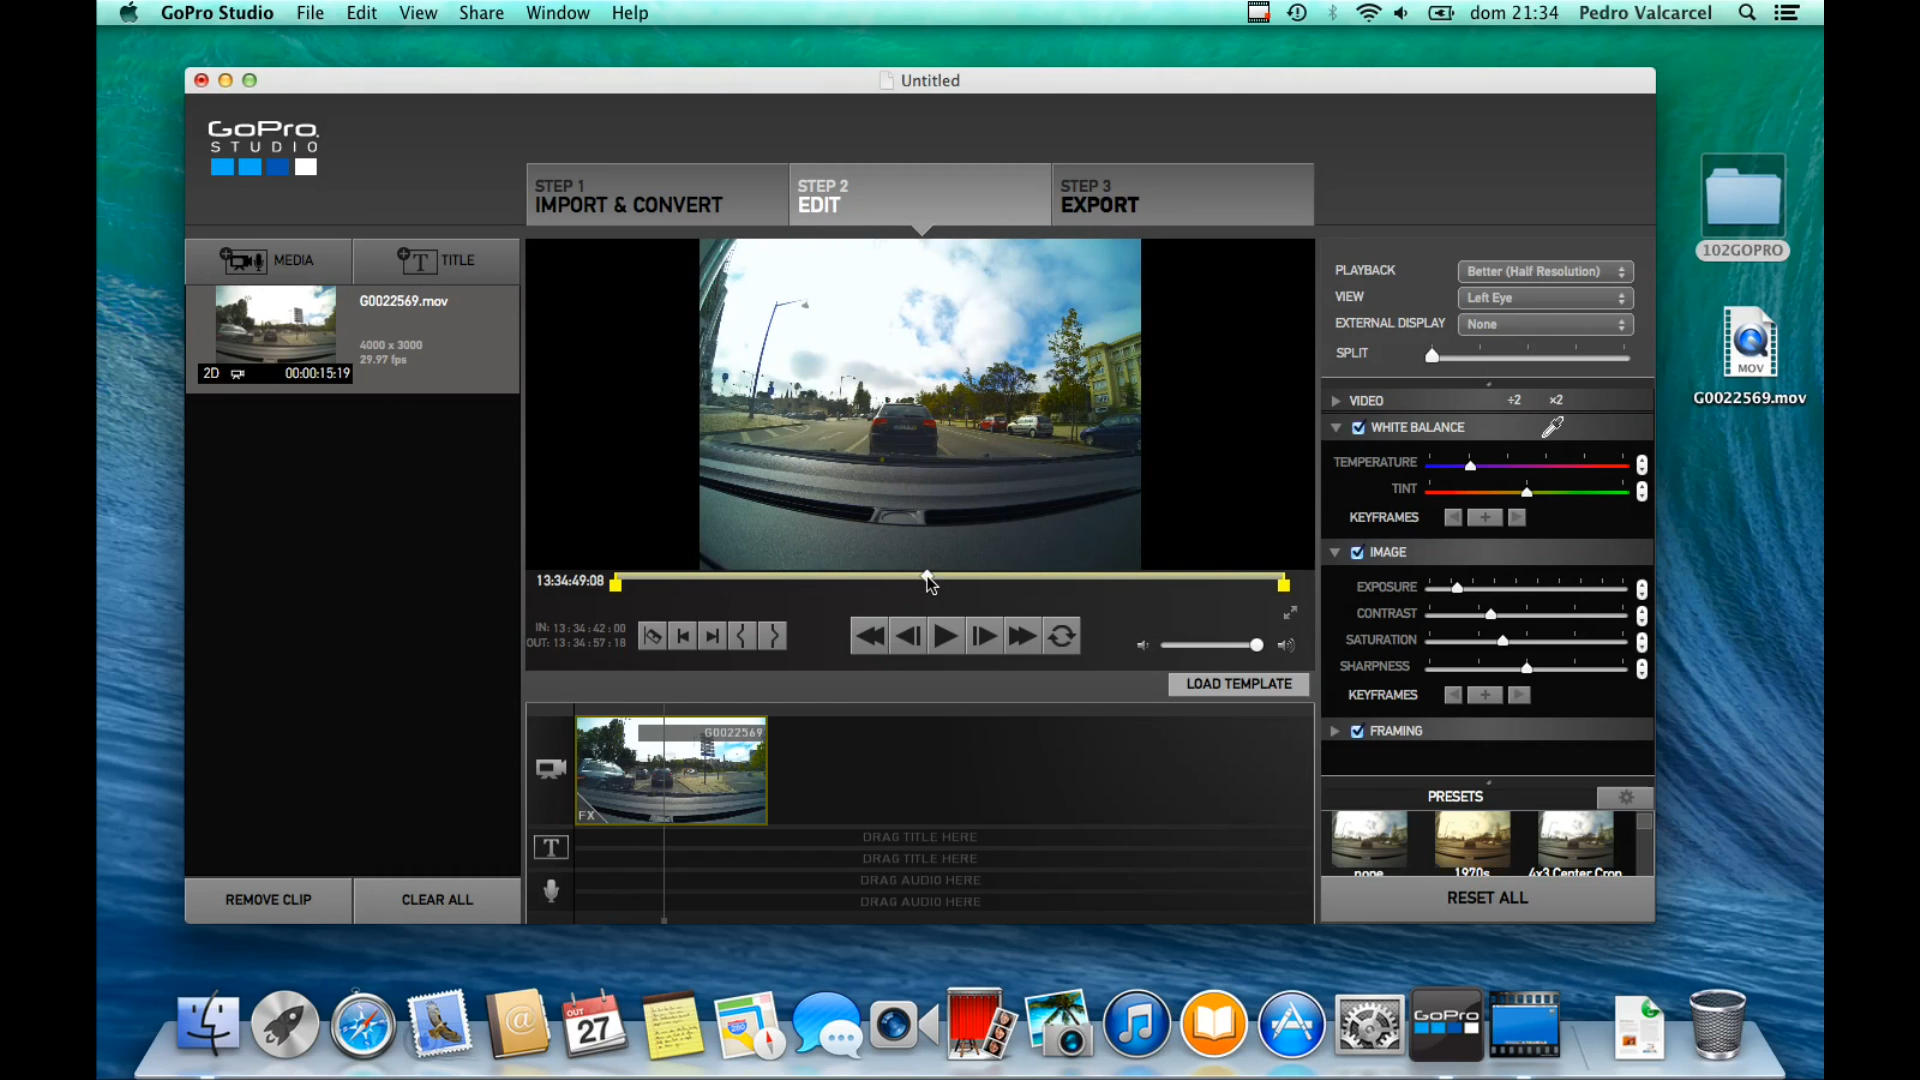 GoPro Studio File Edit View Share Window Help
dom 21:34 Pedro Valcarcel
Untitled
GoPro
STUDIO
STEP 1
IMPORT & CONVERT
STEP 2
EDIT
STEP 3
EXPORT
MEDIA
TITLE
G0022569.mov
4000 x 3000
29.97 fps
2D 00:00:15:19
13:34:49:08
IN: 13:34:42:00
OUT: 13:34:57:18
LOAD TEMPLATE
G0022569
FX
T
DRAG TITLE HERE
DRAG TITLE HERE
DRAG AUDIO HERE
DRAG AUDIO HERE
REMOVE CLIP
CLEAR ALL
PLAYBACK Better (Half Resolution)
VIEW Left Eye
EXTERNAL DISPLAY None
SPLIT
VIDEO ÷2 x2
WHITE BALANCE
TEMPERATURE
TINT
KEYFRAMES
IMAGE
EXPOSURE
CONTRAST
SATURATION
SHARPNESS
KEYFRAMES
FRAMING
PRESETS
none
1970s
4x3 Center Crop
RESET ALL
102GOPRO
MOV
G0022569.mov
OUT
27
280
GoPro